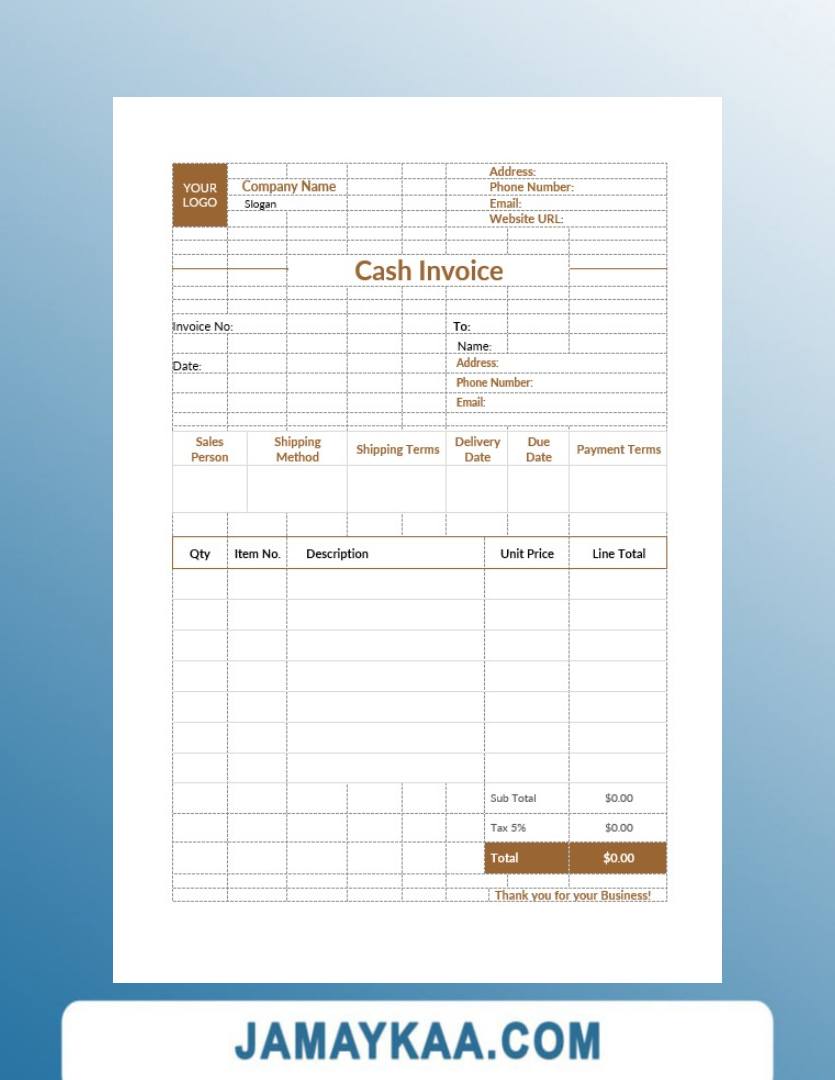 YOUR
LOGO
Company Name
Slogan
Address:
Phone Number:
Email:
Website URL:
Cash Invoice
Invoice No:
Date:
To:
Name:
Address:
Phone Number:
Email:
Sales
Person
Shipping
Method
Shipping Terms
Delivery
Date
Due
Date
Payment Terms
Qty
Item No.
Description
Unit Price
Line Total
Sub Total
$0.00
Tax 5%
$0.00
Total
$0.00
Thank you for your Business!
JAMAYKAA.COM